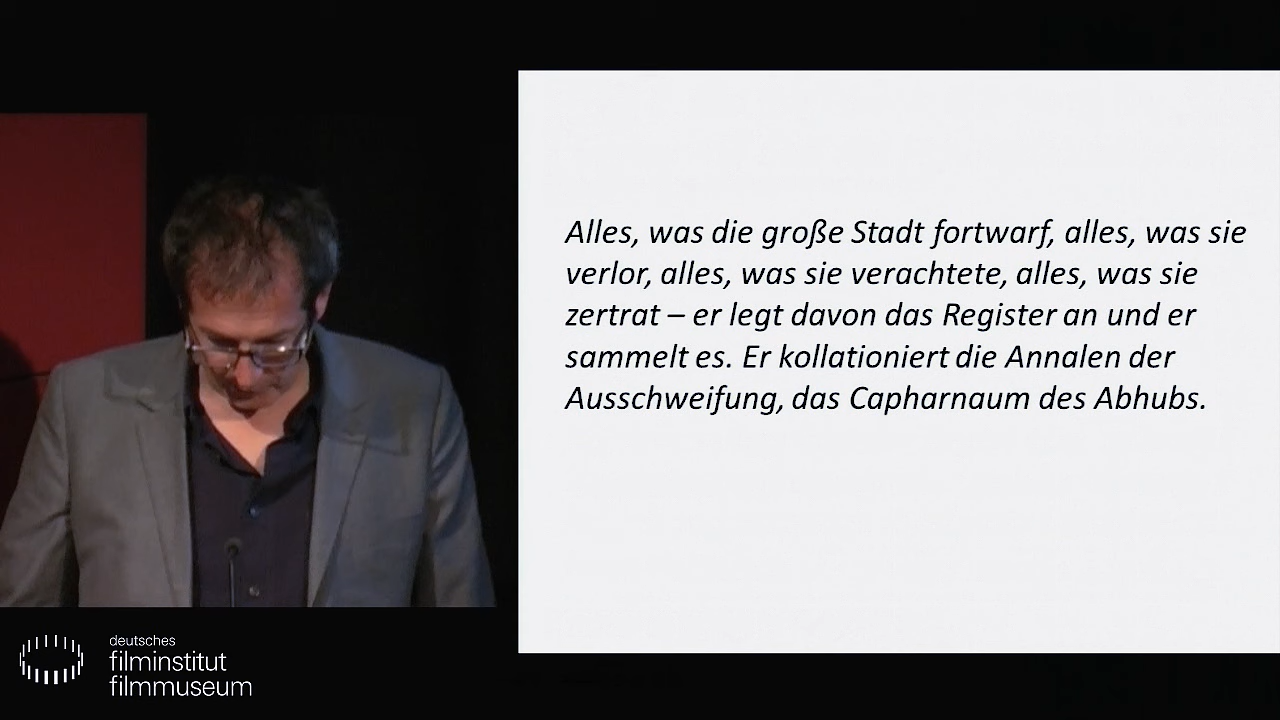 Alles, was die große Stadt fortwarf, alles, was sie
verlor, alles, was sie verachtete, alles, was sie
zertrat – er legt davon das Register an und er
sammelt es. Er kollationiert die Annalen der
Ausschweifung, das Capharnaum des Abhubs.
deutsches
filminstitut
filmmuseum